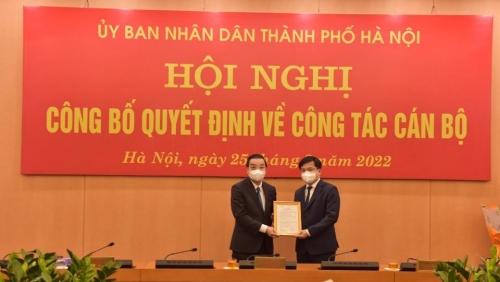 ỦY BAN NHÂN DÂN THÀNH PHỐ HÀ NỘI
HỘI NGHỊ
CÔNG BỐ QUYẾT ĐỊNH VỀ CÔNG TÁC CÁN BỘ
Hà Nội, ngày 25 năm 2022